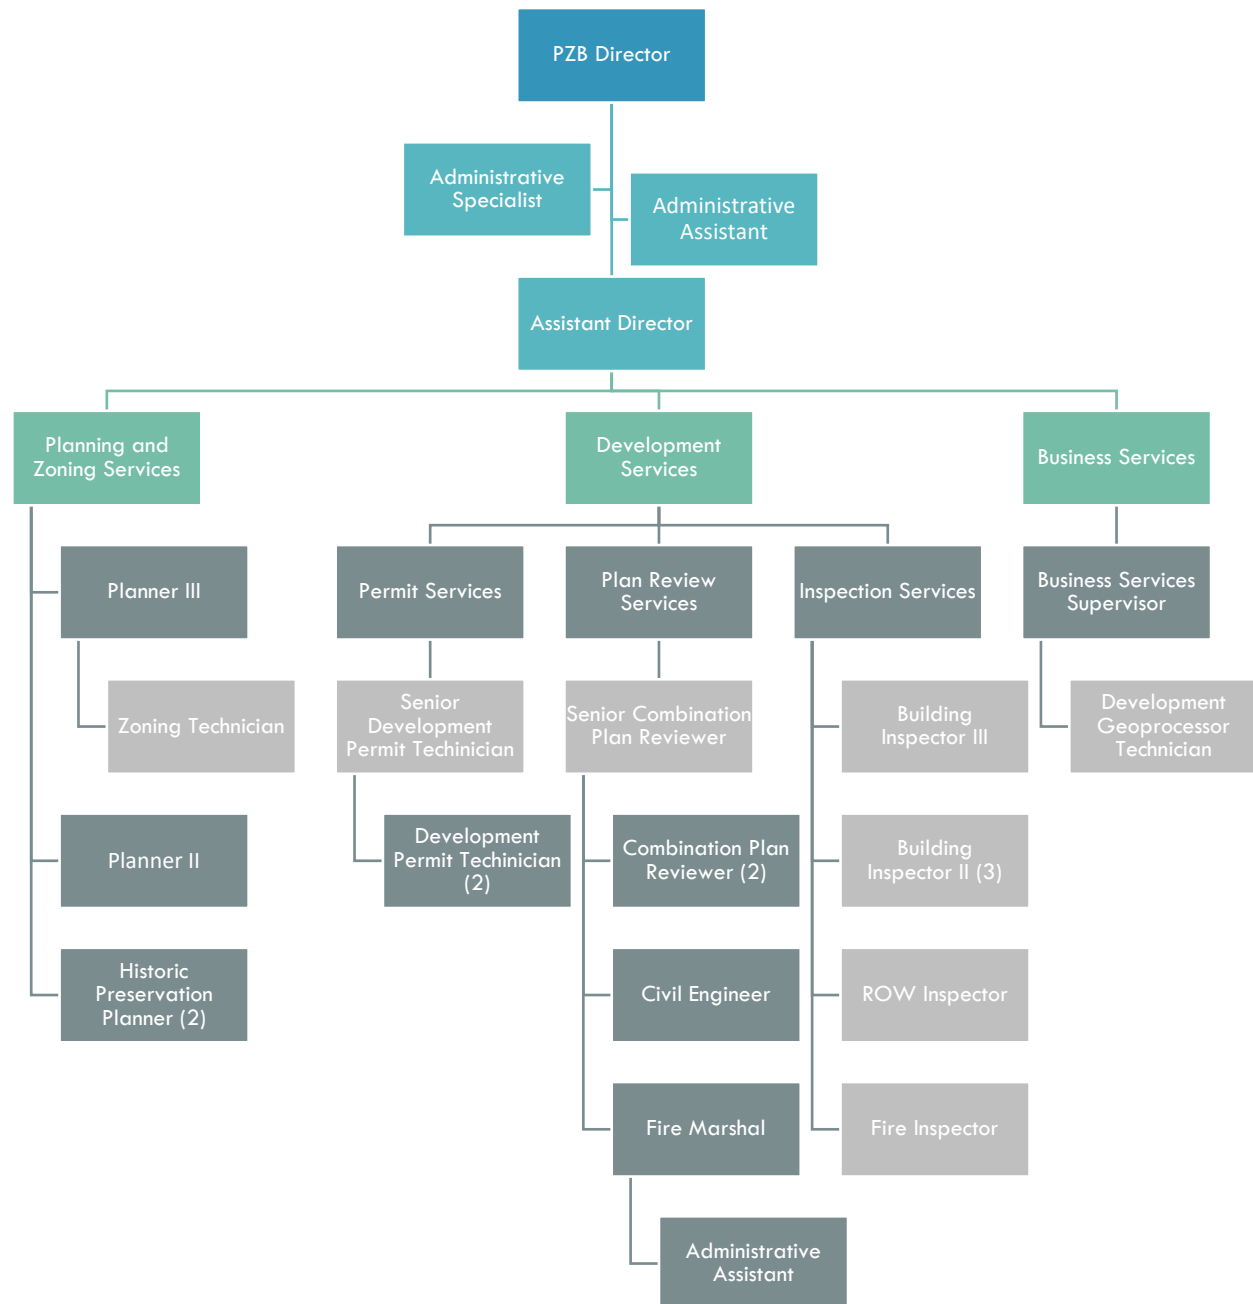 PZB Director
Administrative
Specialist
Administrative
Assistant
Assistant Director
Planning and
Zoning Services
Development
Services
Business Services
Planner III
Permit Services
Plan Review
Services
Inspection Services
Business Services
Supervisor
Zoning Technician
Senior
Development
Permit Techinician
Senior Combination
Plan Reviewer
Building
Inspector III
Development
Geoprocessor
Technician
Planner II
Development
Permit Techinician
(2)
Combination Plan
Reviewer (2)
Building
Inspector II (3)
Historic
Preservation
Planner (2)
Civil Engineer
ROW Inspector
Fire Marshal
Fire Inspector
Administrative
Assistant